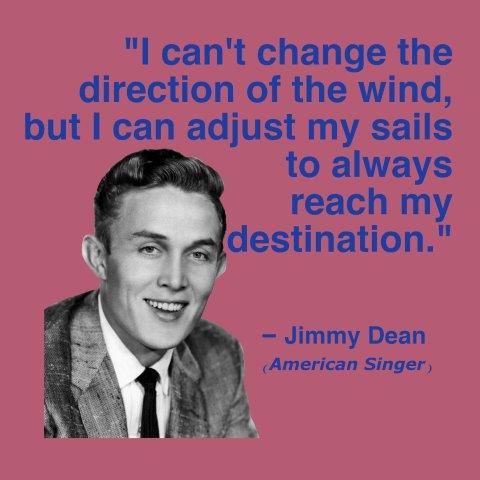 "I can't change the
direction of the wind,
but I can adjust my sails
to always
reach my
destination."
– Jimmy Dean
(American Singer)